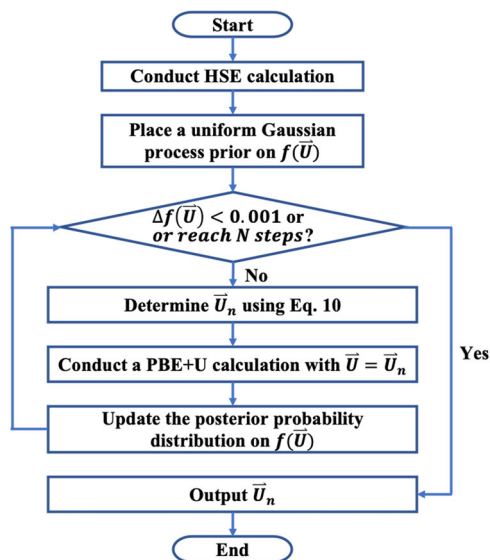 Start
Conduct HSE calculation
Place a uniform Gaussian
process prior on f(U⃗)
Δf(U⃗) < 0.001 or
or reach N steps?
No
Determine U⃗ₙ using Eq. 10
Yes
Conduct a PBE+U calculation with U⃗ = U⃗ₙ
Update the posterior probability
distribution on f(U⃗)
Output U⃗ₙ
End